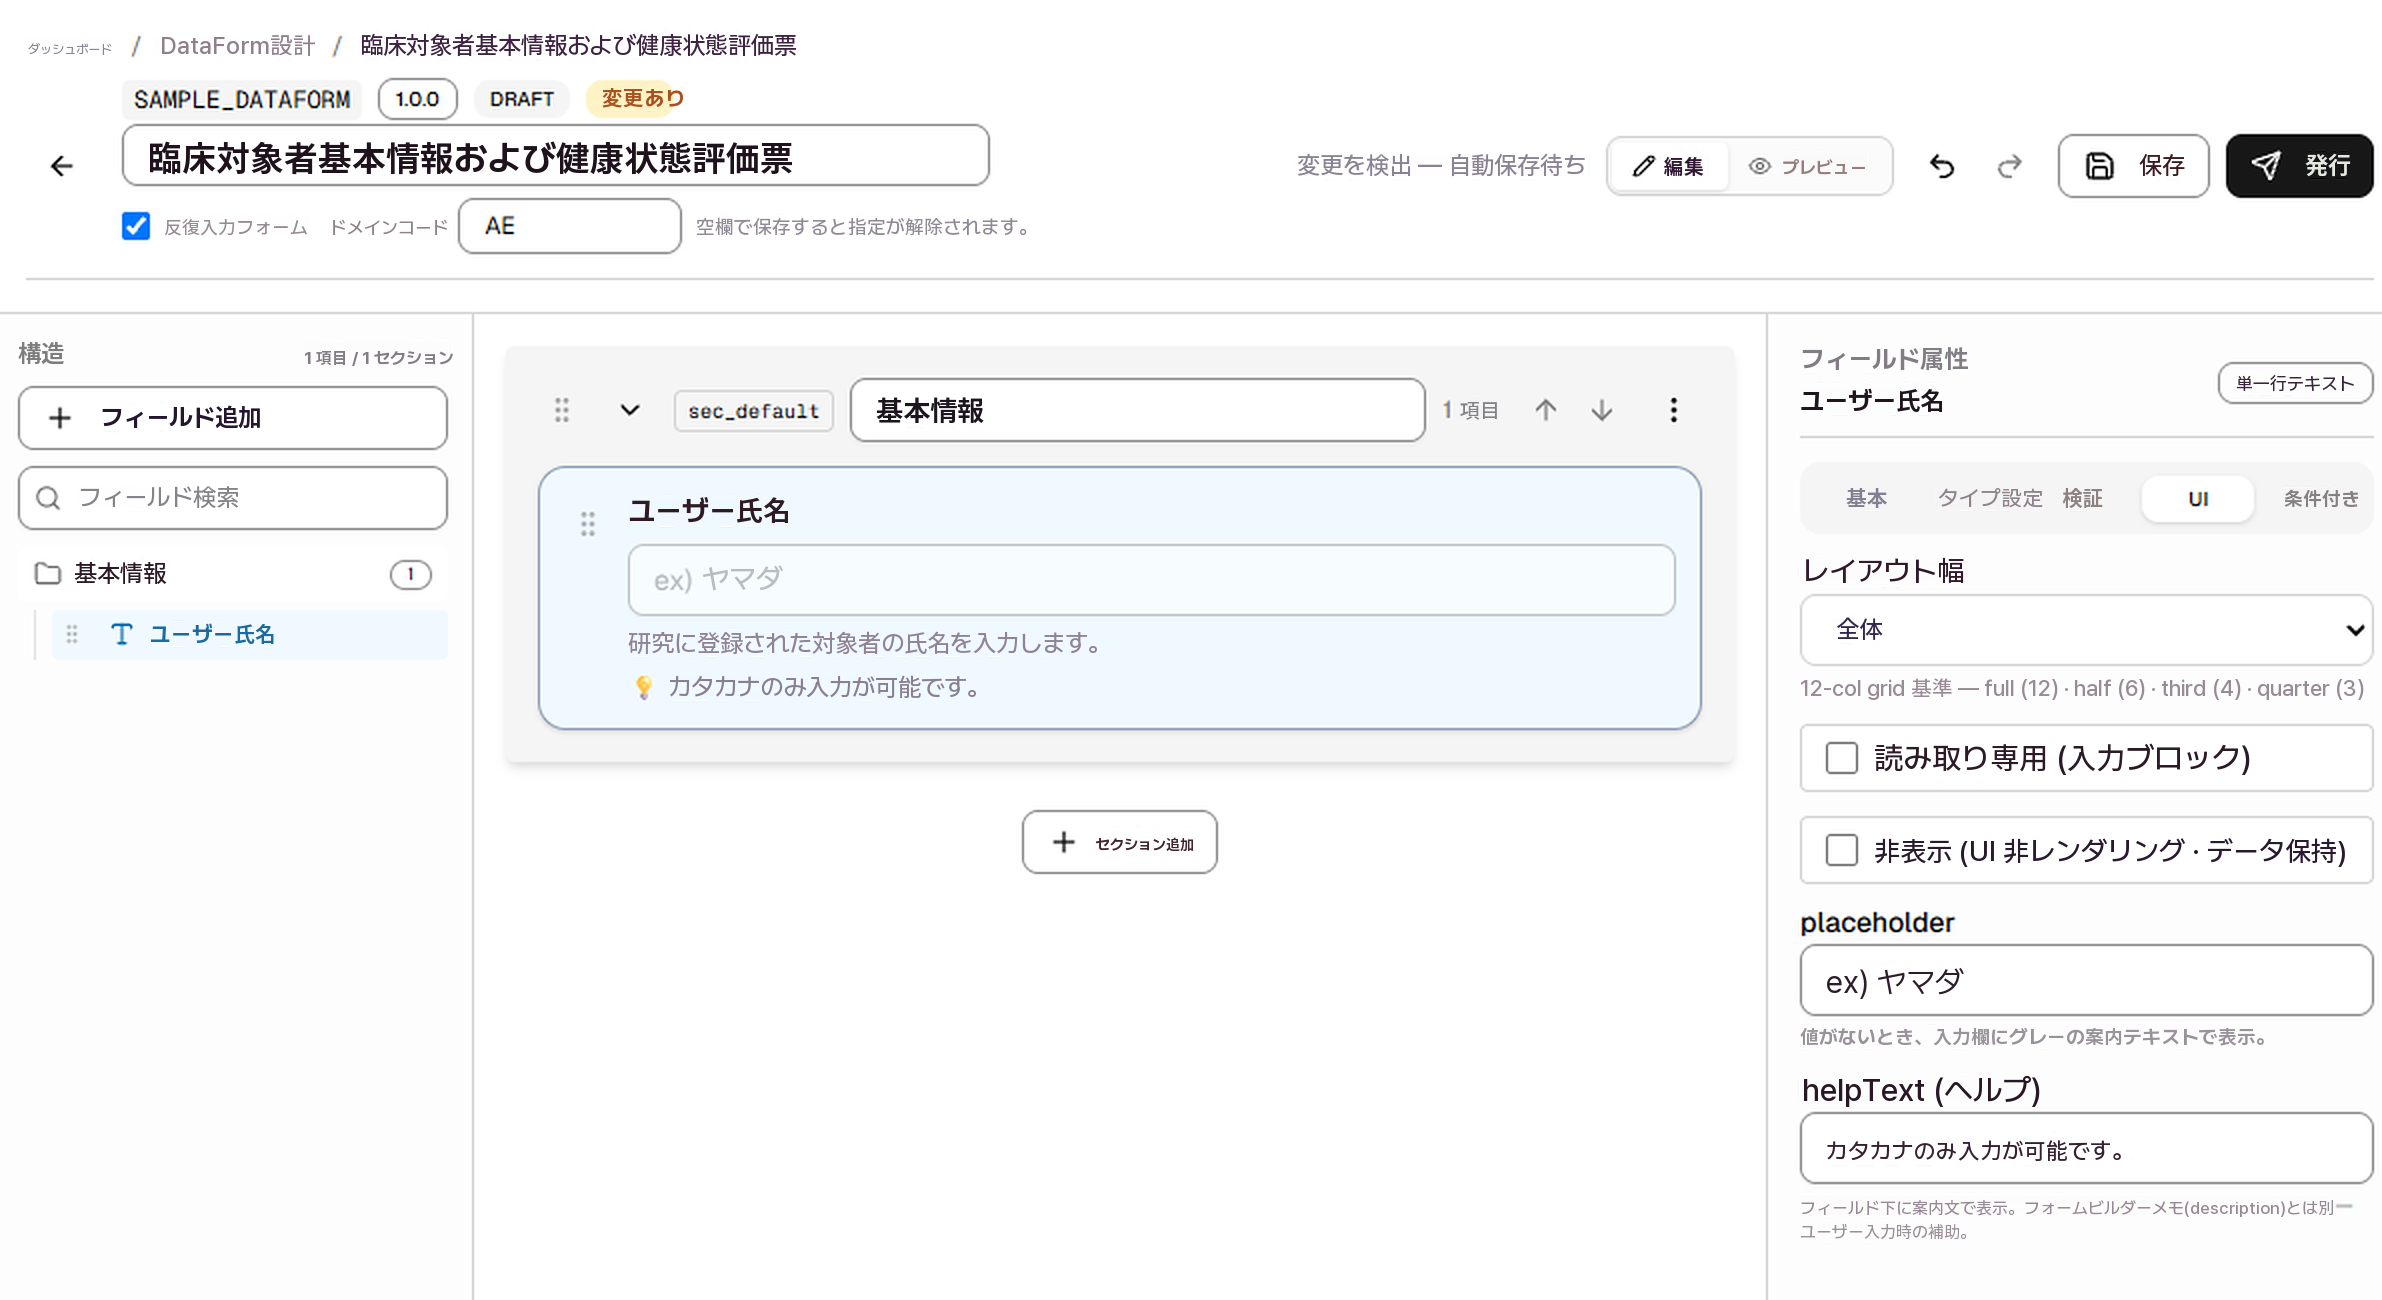 ダッシュボード / DataForm設計 / 臨床対象者基本情報および健康状態評価票
SAMPLE_DATAFORM 1.0.0 DRAFT 変更あり
臨床対象者基本情報および健康状態評価票
変更を検出 — 自動保存待ち 編集 プレビュー 保存 発行
反復入力フォーム ドメインコード AE 空欄で保存すると指定が解除されます。
構造 1 項目 / 1 セクション
フィールド追加
フィールド検索
基本情報 1
ユーザー氏名
sec_default 基本情報 1 項目
ユーザー氏名
ex) ヤマダ
研究に登録された対象者の氏名を入力します。
💡 カタカナのみ入力が可能です。
セクション追加
フィールド属性
ユーザー氏名 単一行テキスト
基本 タイプ設定 検証 UI 条件付き
レイアウト幅
全体
12-col grid 基準 — full (12) · half (6) · third (4) · quarter (3)
読み取り専用 (入力ブロック)
非表示 (UI 非レンダリング · データ保持)
placeholder
ex) ヤマダ
値がないとき、入力欄にグレーの案内テキストで表示。
helpText (ヘルプ)
カタカナのみ入力が可能です。
フィールド下に案内文で表示。フォームビルダーメモ(description)とは別 —
ユーザー入力時の補助。